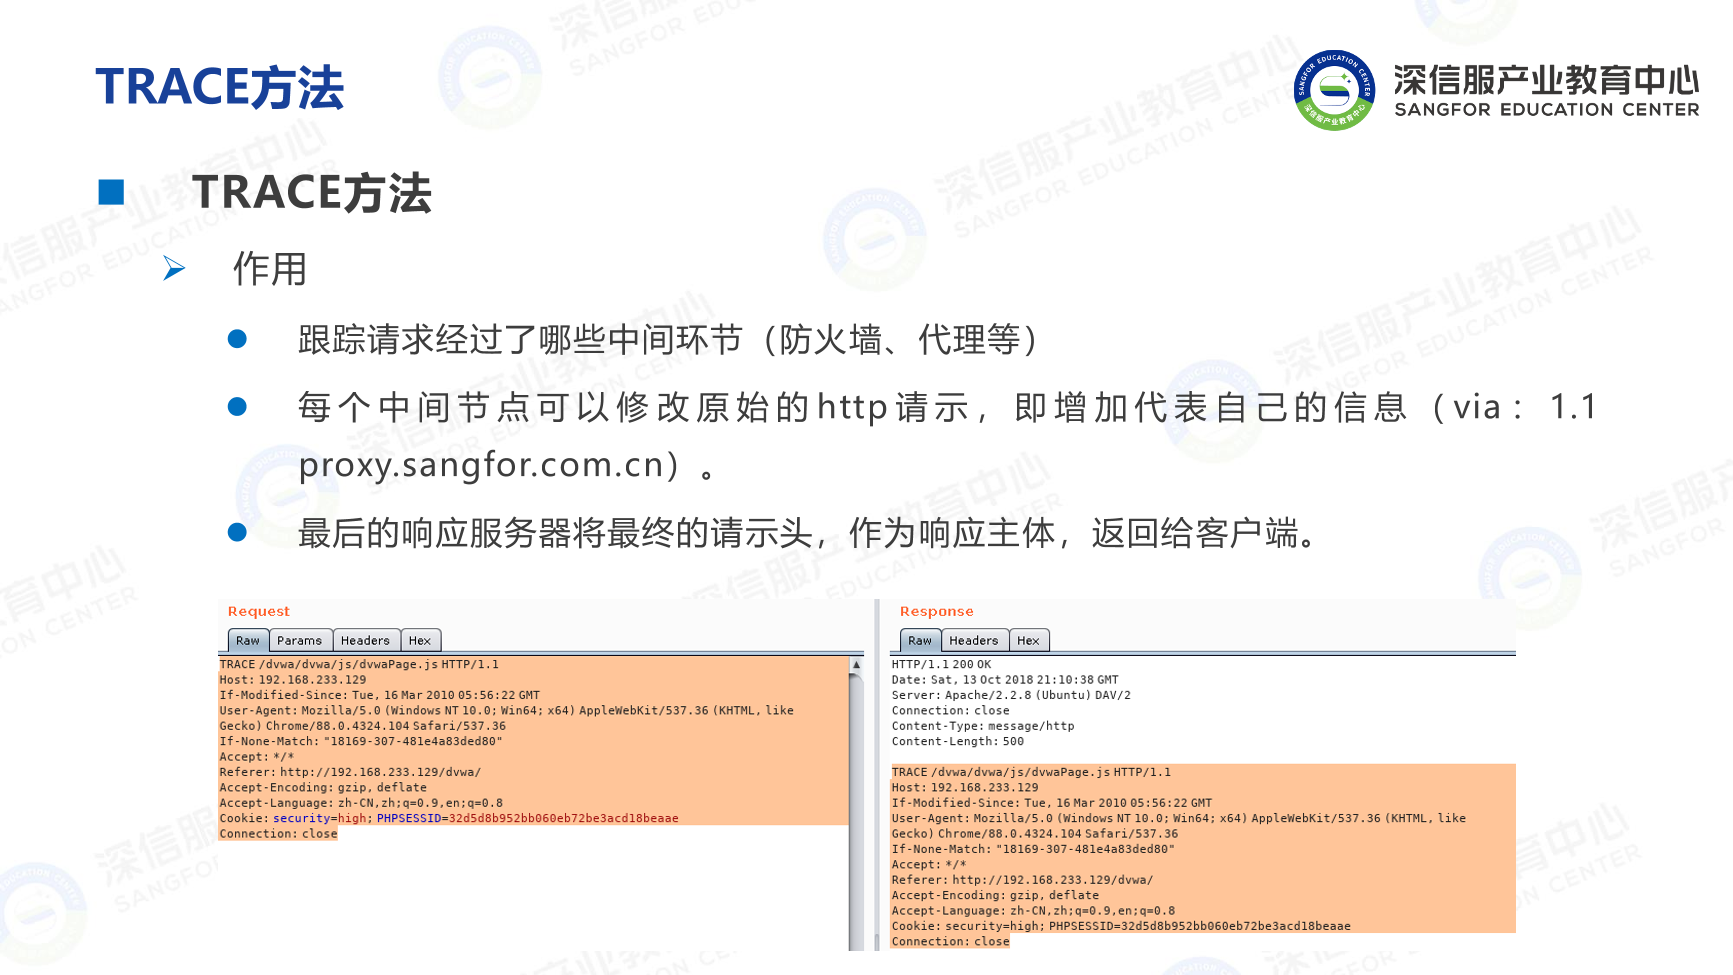 TRACE方法
深信服产业教育中心
SANGFOR EDUCATION CENTER
TRACE方法
作用
跟踪请求经过了哪些中间环节（防火墙、代理等）
每个中间节点可以修改原始的http请示，即增加代表自己的信息（via：1.1
proxy.sangfor.com.cn）。
最后的响应服务器将最终的请示头，作为响应主体，返回给客户端。
Request
Raw Params Headers Hex
TRACE /dvwa/dvwa/js/dvwaPage.js HTTP/1.1
Host: 192.168.233.129
If-Modified-Since: Tue, 16 Mar 2010 05:56:22 GMT
User-Agent: Mozilla/5.0 (Windows NT 10.0; Win64; x64) AppleWebKit/537.36 (KHTML, like
Gecko) Chrome/88.0.4324.104 Safari/537.36
If-None-Match: "18169-307-481e4a83ded80"
Accept: */*
Referer: http://192.168.233.129/dvwa/
Accept-Encoding: gzip, deflate
Accept-Language: zh-CN,zh;q=0.9,en;q=0.8
Cookie: security=high; PHPSESSID=32d5d8b952bb060eb72be3acd18beaae
Connection: close
Response
Raw Headers Hex
HTTP/1.1 200 OK
Date: Sat, 13 Oct 2018 21:10:38 GMT
Server: Apache/2.2.8 (Ubuntu) DAV/2
Connection: close
Content-Type: message/http
Content-Length: 500
TRACE /dvwa/dvwa/js/dvwaPage.js HTTP/1.1
Host: 192.168.233.129
If-Modified-Since: Tue, 16 Mar 2010 05:56:22 GMT
User-Agent: Mozilla/5.0 (Windows NT 10.0; Win64; x64) AppleWebKit/537.36 (KHTML, like
Gecko) Chrome/88.0.4324.104 Safari/537.36
If-None-Match: "18169-307-481e4a83ded80"
Accept: */*
Referer: http://192.168.233.129/dvwa/
Accept-Encoding: gzip, deflate
Accept-Language: zh-CN,zh;q=0.9,en;q=0.8
Cookie: security=high; PHPSESSID=32d5d8b952bb060eb72be3acd18beaae
Connection: close